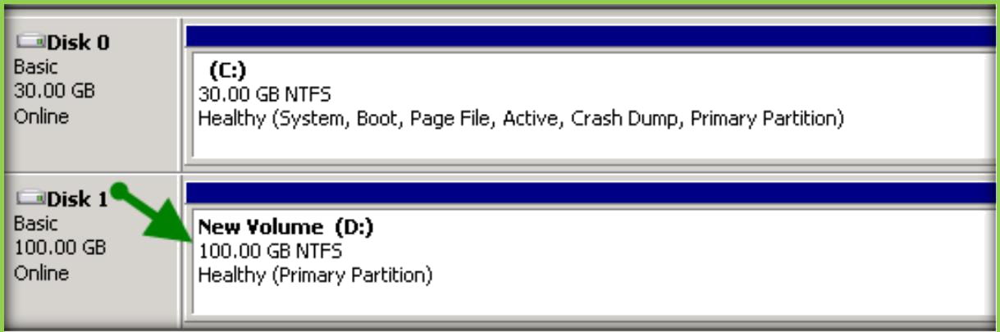 Disk 0
Basic
30.00 GB
Online
(C:)
30.00 GB NTFS
Healthy (System, Boot, Page File, Active, Crash Dump, Primary Partition)
Disk 1
Basic
100.00 GB
Online
New Volume (D:)
100.00 GB NTFS
Healthy (Primary Partition)